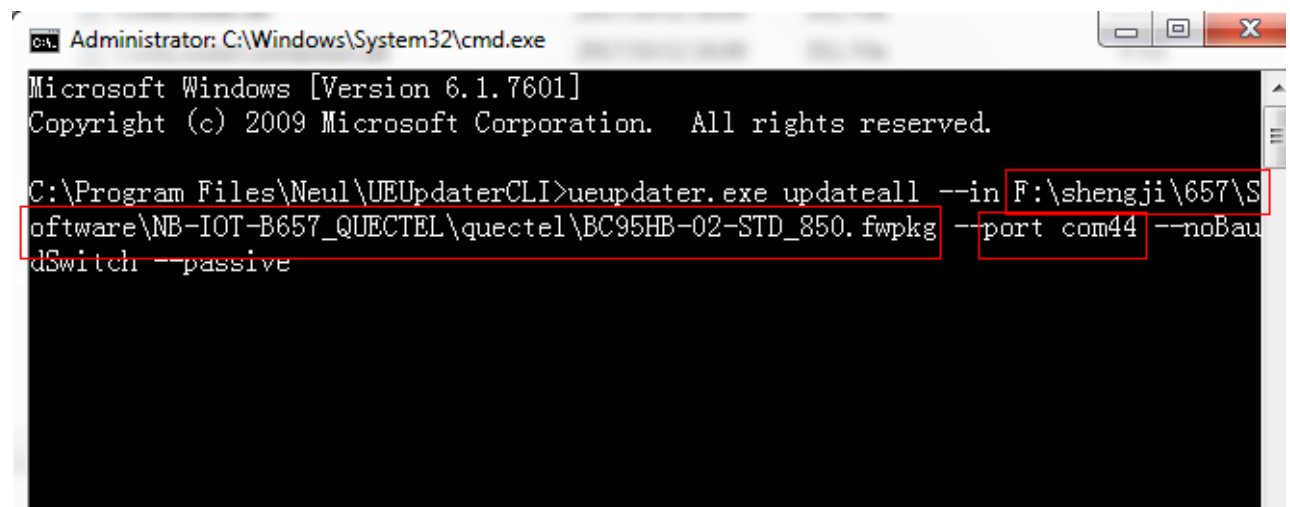 Administrator: C:\Windows\System32\cmd.exe
Microsoft Windows [Version 6.1.7601]
Copyright (c) 2009 Microsoft Corporation.  All rights reserved.
C:\Program Files\Neul\UEUpdaterCLI>ueupdater.exe updateall --in F:\shengji\657\S
oftware\NB-IOT-B657_QUECTEL\quectel\BC95HB-02-STD_850.fwpkg --port com44 --noBau
dSwitch --passive